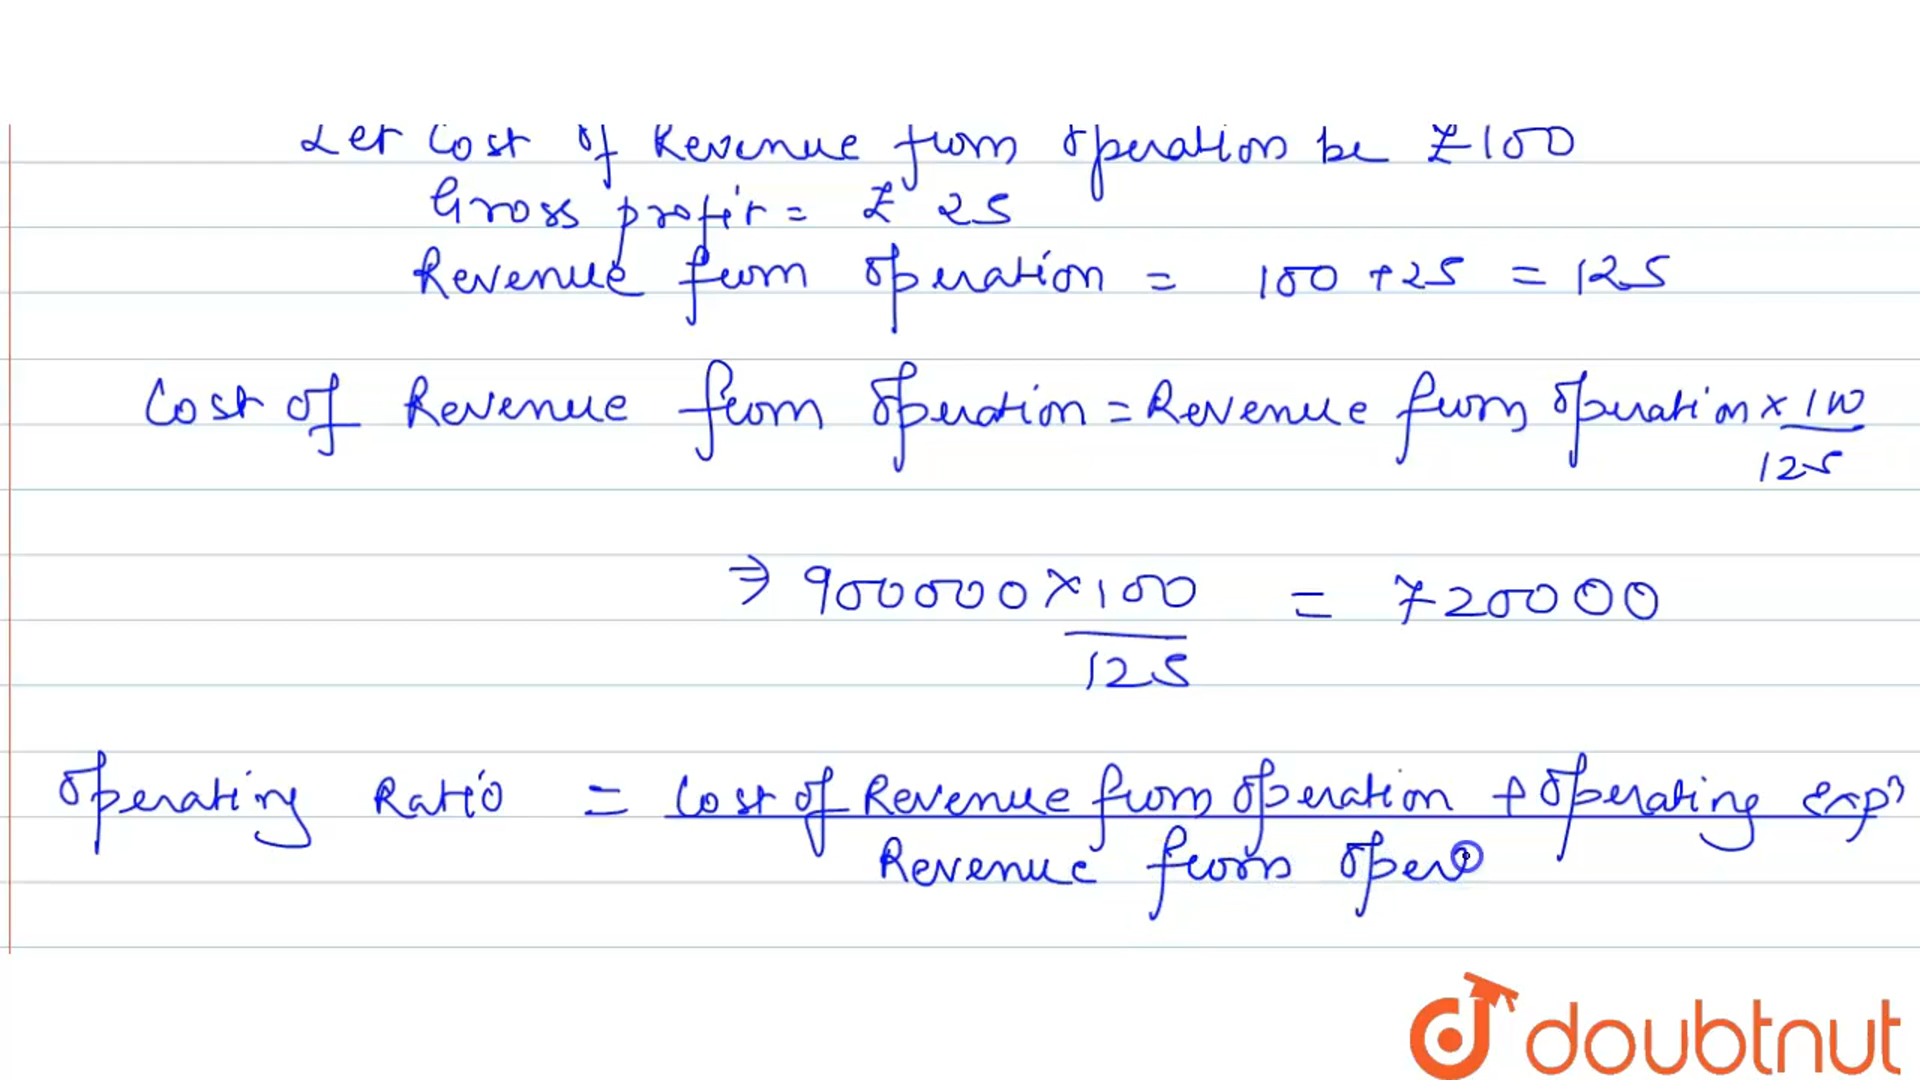 Let Cost of Revenue from operation be ₹100
Gross profit = ₹ 25
Revenue from operation = 100 + 25 = 125
Cost of Revenue from operation = Revenue from operation × 100
125
⇒ 900000 × 100 = 720000
125
Operating Ratio = Cost of Revenue from operation + Operating exp
Revenue from oper
doubtnut